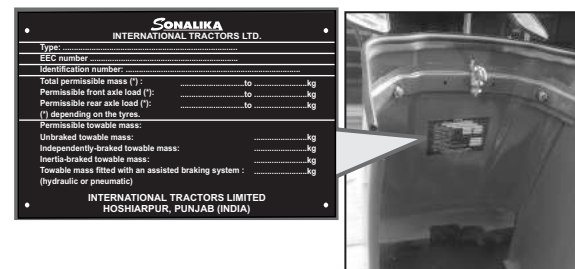 SONALIKA
INTERNATIONAL TRACTORS LTD.
Type: ......................................................................
EEC number ............................................................
Identification number: ......................................................................
Total permissible mass (*) : ..........................to ......................kg
Permissible front axle load (*): ..........................to ......................kg
Permissible rear axle load (*): ..........................to ......................kg
(*) depending on the tyres.
Permissible towable mass:
Unbraked towable mass: ......................kg
Independently-braked towable mass: ......................kg
Inertia-braked towable mass: ......................kg
Towable mass fitted with an assisted braking system : ......................kg
(hydraulic or pneumatic)
INTERNATIONAL TRACTORS LIMITED
HOSHIARPUR, PUNJAB (INDIA)